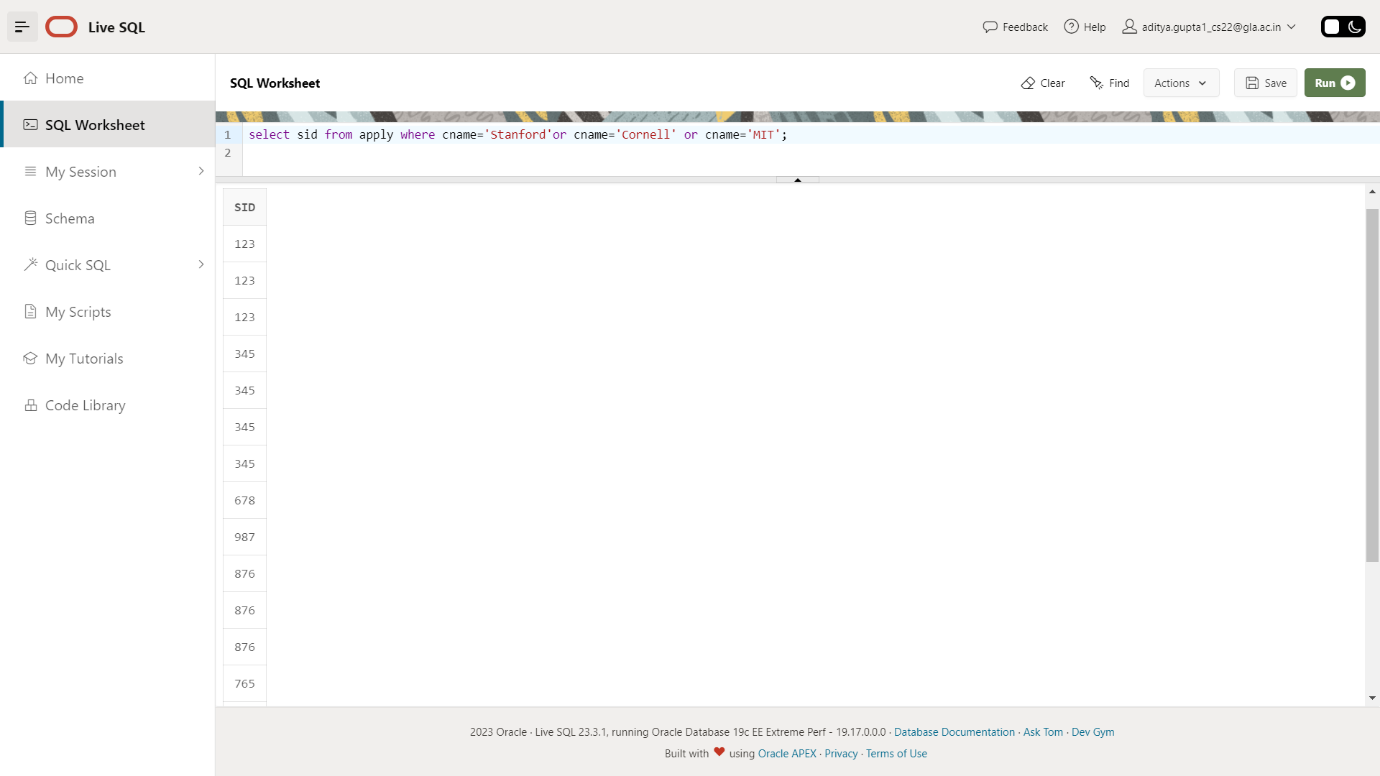 Live SQL
Feedback
Help
aditya.gupta1_cs22@gla.ac.in
Home
SQL Worksheet
My Session
Schema
Quick SQL
My Scripts
My Tutorials
Code Library
SQL Worksheet
Clear
Find
Actions
Save
Run
1 select sid from apply where cname='Stanford'or cname='Cornell' or cname='MIT';
2
SID
123
123
123
345
345
345
345
678
987
876
876
876
765
2023 Oracle · Live SQL 23.3.1, running Oracle Database 19c EE Extreme Perf - 19.17.0.0.0 · Database Documentation · Ask Tom · Dev Gym
Built with ❤ using Oracle APEX · Privacy · Terms of Use